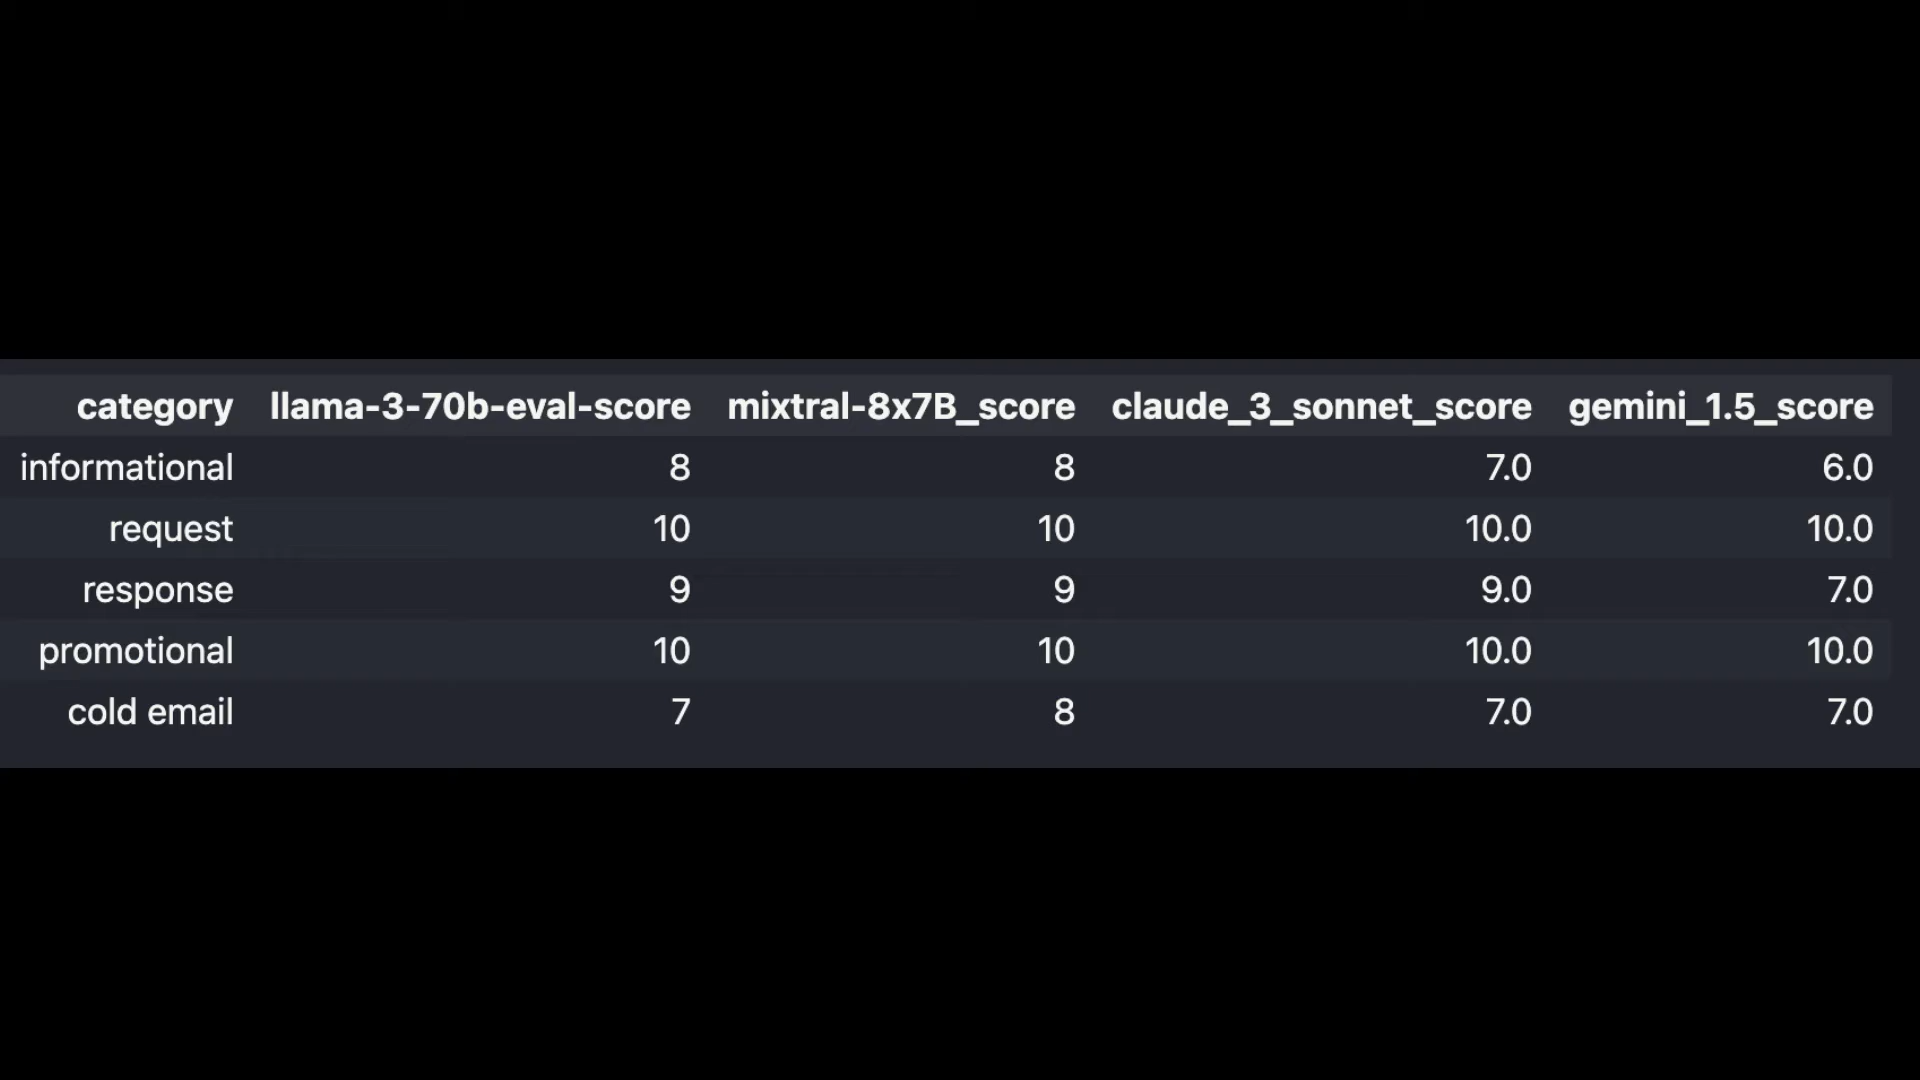 category llama-3-70b-eval-score mixtral-8x7B_score claude_3_sonnet_score gemini_1.5_score
informational 8 8 7.0 6.0
request 10 10 10.0 10.0
response 9 9 9.0 7.0
promotional 10 10 10.0 10.0
cold email 7 8 7.0 7.0